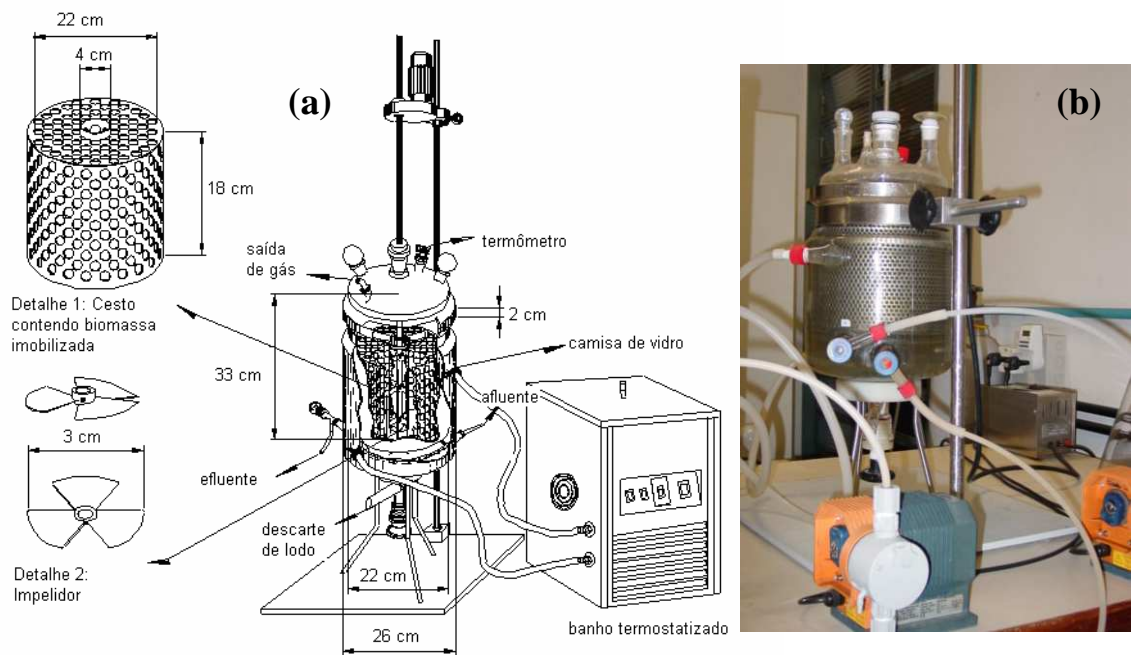 22 cm
4 cm
(a)
(b)
18 cm
saída
de gás
termômetro
Detalhe 1: Cesto
contendo biomassa
imobilizada
2 cm
33 cm
camisa de vidro
afluente
3 cm
efluente
descarte
de lodo
Detalhe 2:
Impelidor
22 cm
26 cm
banho termostatizado